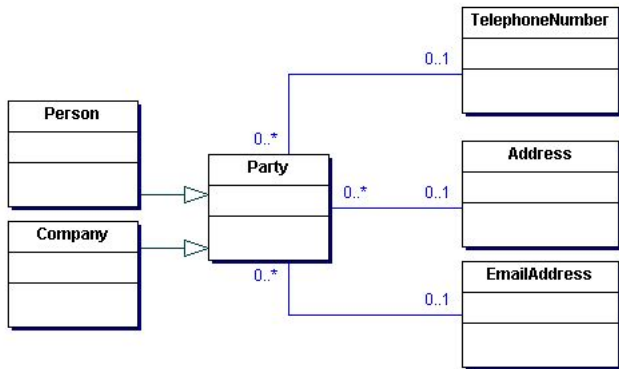 TelephoneNumber
0..1
Person
0..*
Party
Address
0..*
0..1
Company
0..*
EmailAddress
0..1